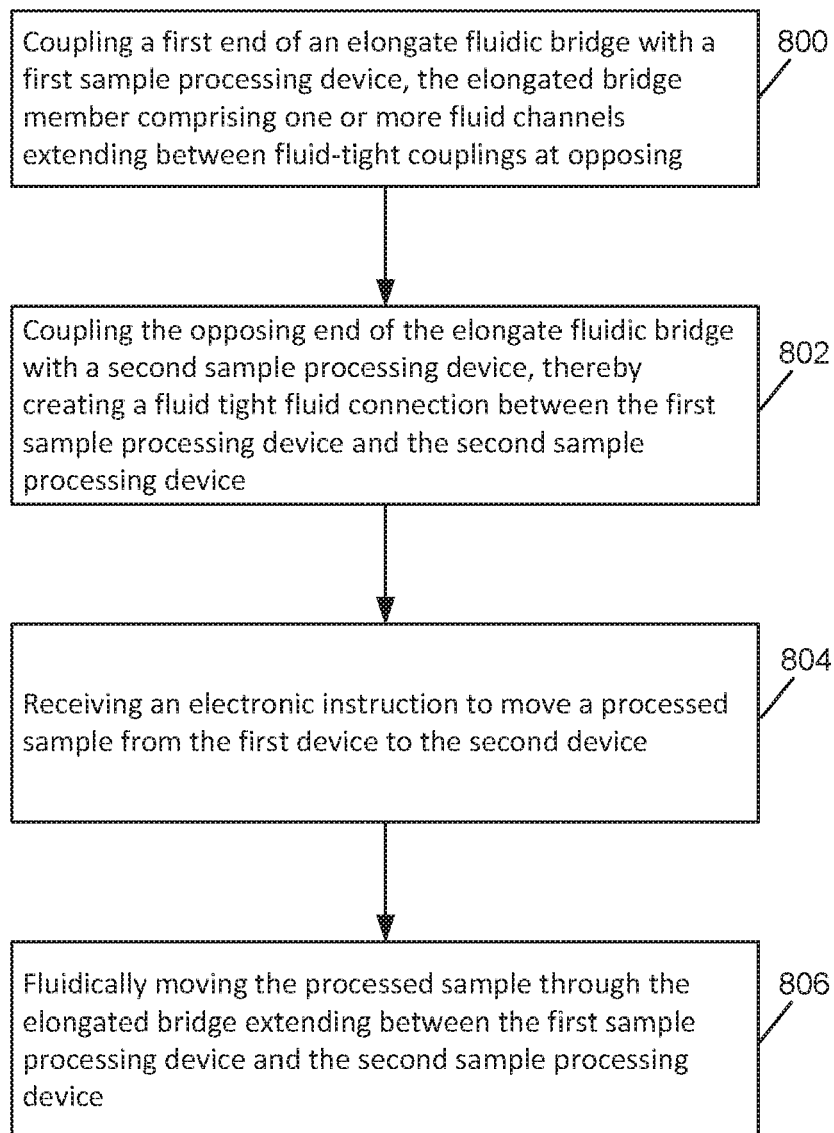 Coupling a first end of an elongate fluidic bridge with a
first sample processing device, the elongated bridge
member comprising one or more fluid channels
extending between fluid-tight couplings at opposing
800
Coupling the opposing end of the elongate fluidic bridge
with a second sample processing device, thereby
creating a fluid tight fluid connection between the first
sample processing device and the second sample
processing device
802
Receiving an electronic instruction to move a processed
sample from the first device to the second device
804
Fluidically moving the processed sample through the
elongated bridge extending between the first sample
processing device and the second sample processing
device
806